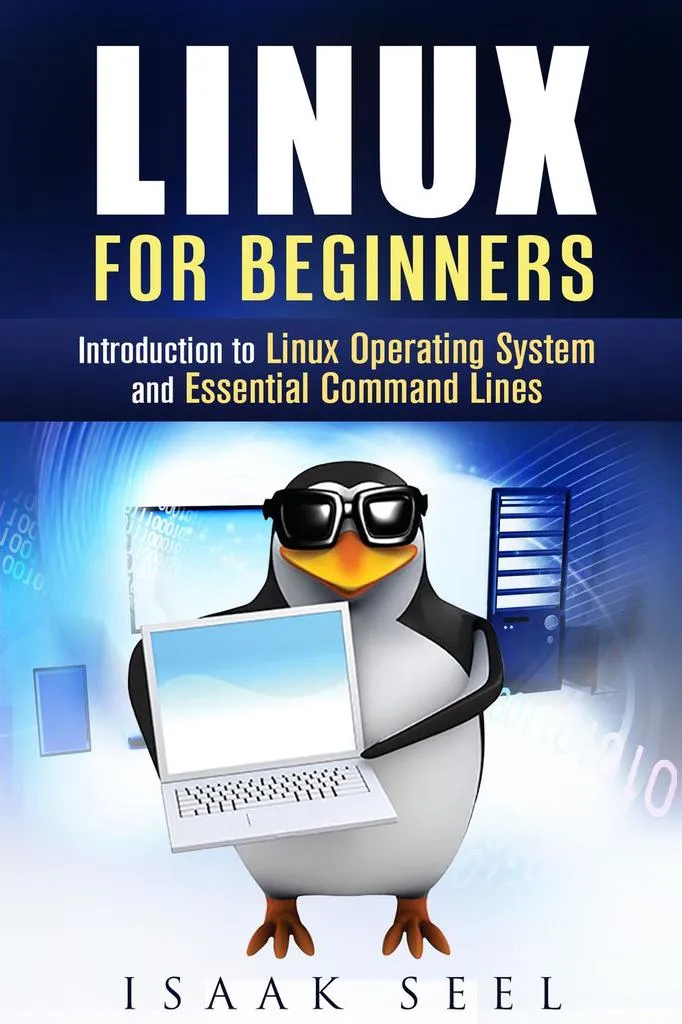 LINUX
FOR BEGINNERS
Introduction to Linux Operating System
and Essential Command Lines
ISAAK SEEL